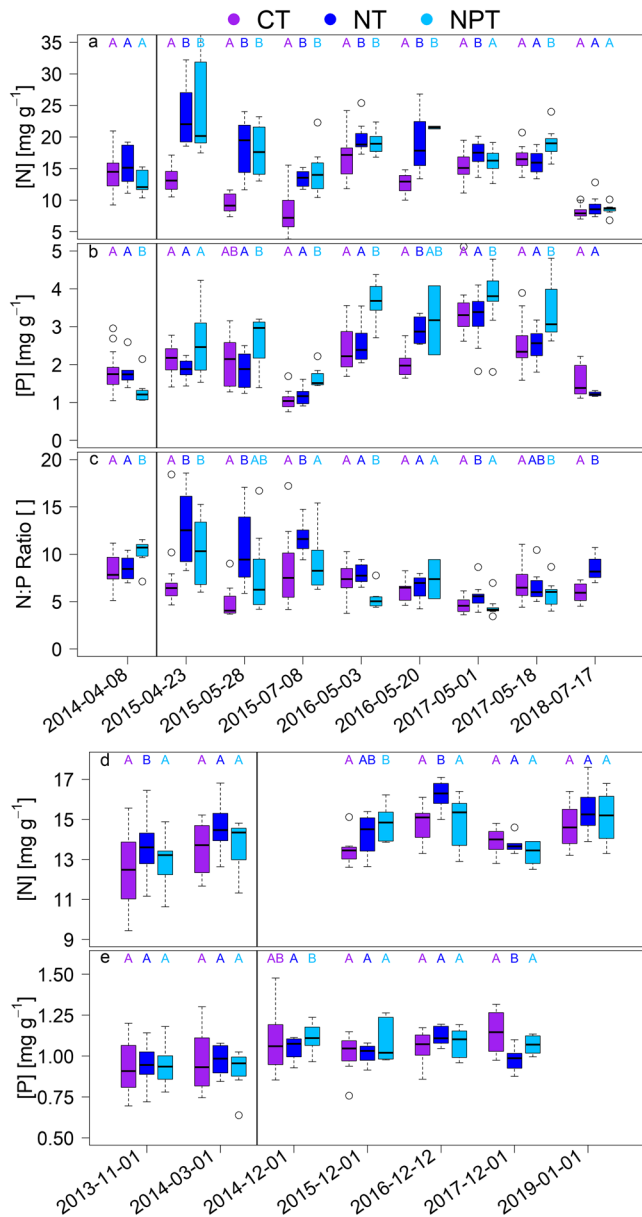 CT NT NPT
a
A A A A B B A B B A B B A B B A B B A B A A A B A A A
[N] [mg g⁻¹]
35
30
25
20
15
10
5
b
A A B A A A AB A B A A B A A B A B AB A A B A A B A A
[P] [mg g⁻¹]
5
4
3
2
1
0
c
A A B A B B A B AB A B A A A B A A A A B A A AB B A B
N:P Ratio [ ]
20
15
10
5
0
2014-04-08
2015-04-23
2015-05-28
2015-07-08
2016-05-03
2016-05-20
2017-05-01
2017-05-18
2018-07-17
d
A B A A A A A AB B A B A A A A A A A
[N] [mg g⁻¹]
17
15
13
11
9
e
A A A A A A AB A B A A A A A A A B A
[P] [mg g⁻¹]
1.50
1.25
1.00
0.75
0.50
2013-11-01
2014-03-01
2014-12-01
2015-12-01
2016-12-12
2017-12-01
2019-01-01